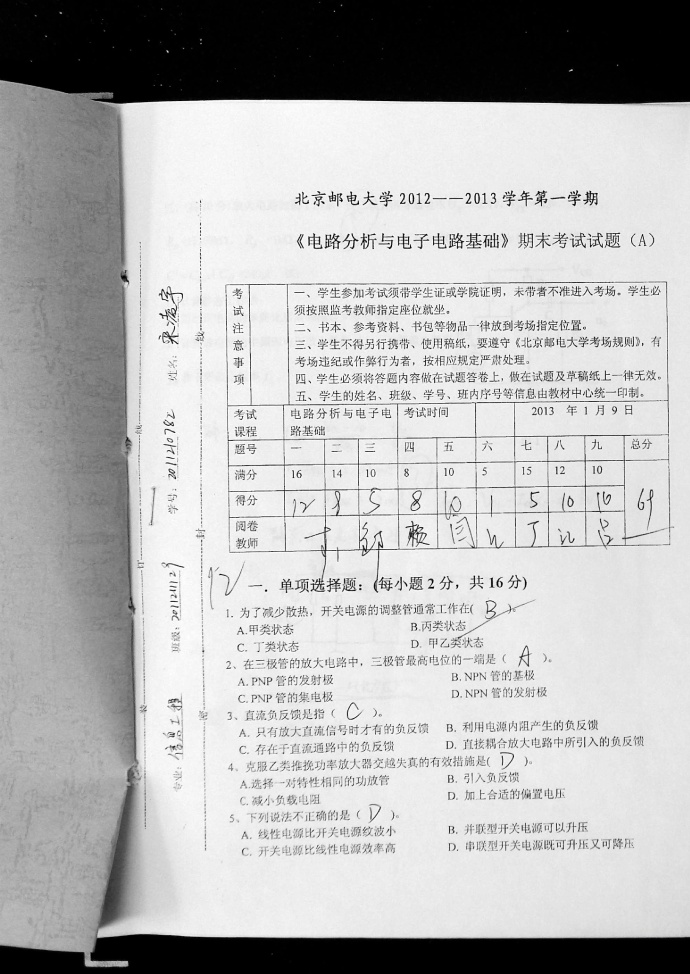 北京邮电大学 2012——2013 学年第一学期
《电路分析与电子电路基础》期末考试试题（A）
考试注意事项
一、学生参加考试须带学生证或学院证明，未带者不准进入考场。学生必
须按照监考教师指定座位就坐。
二、书本、参考资料、书包等物品一律放到考场指定位置。
三、学生不得另行携带、使用稿纸，要遵守《北京邮电大学考场规则》，有
考场违纪或作弊行为者，按相应规定严肃处理。
四、学生必须将答题内容做在试题答卷上，做在试题及草稿纸上一律无效。
五、学生的姓名、班级、学号、班内序号等信息由教材中心统一印制。
考试课程 电路分析与电子电路基础 考试时间 2013 年 1 月 9 日
题号 一 二 三 四 五 六 七 八 九 总分
满分 16 14 10 8 10 5 15 12 10
得分 12 8 5 8 10 1 5 10 10 69
阅卷教师
12
一．单项选择题：(每小题 2 分，共 16 分)
1. 为了减少散热，开关电源的调整管通常工作在( B )。
A.甲类状态 B.丙类状态
C. 丁类状态 D. 甲乙类状态
2、在三极管的放大电路中，三极管最高电位的一端是（ A ）。
A. PNP 管的发射极 B. NPN 管的基极
C. PNP 管的集电极 D. NPN 管的发射极
3、直流负反馈是指（ C ）。
A. 只有放大直流信号时才有的负反馈 B. 利用电源内阻产生的负反馈
C. 存在于直流通路中的负反馈 D. 直接耦合放大电路中所引入的负反馈
4、克服乙类推挽功率放大器交越失真的有效措施是( D )。
A.选择一对特性相同的功放管 B. 引入负反馈
C.减小负载电阻 D. 加上合适的偏置电压
5、下列说法不正确的是（ D ）。
A. 线性电源比开关电源纹波小 B. 并联型开关电源可以升压
C. 开关电源比线性电源效率高 D. 串联型开关电源既可升压又可降压
姓名：
学号：2011210782
班级：2011211129
专业：信息工程
装 订 线
密 封 线